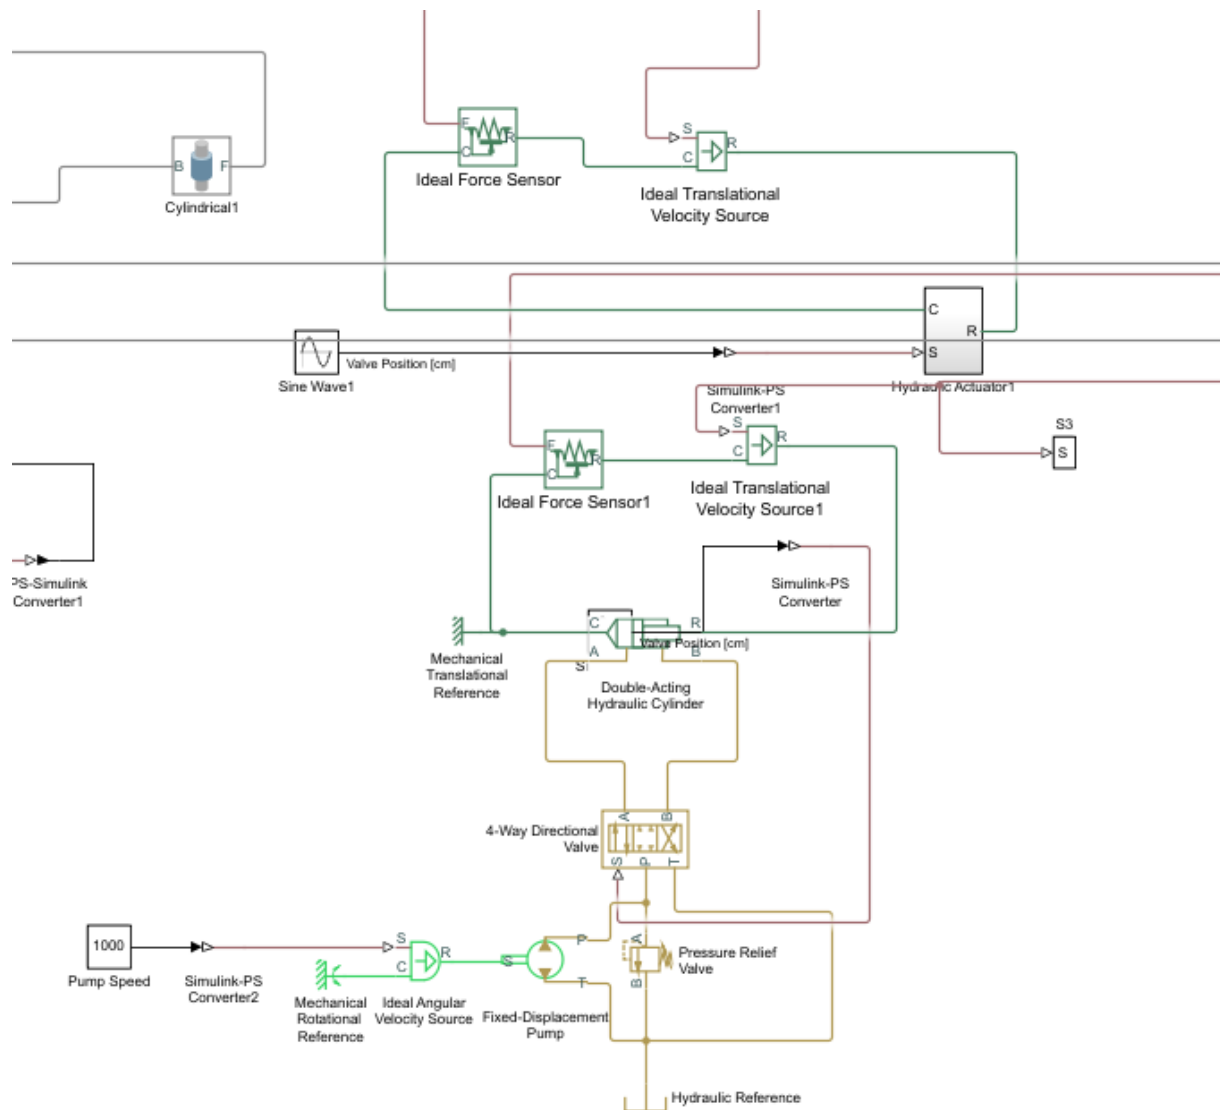 F
R
C
Ideal Force Sensor
S
R
C
Ideal Translational
Velocity Source
B
F
Cylindrical1
C
R
S
Hydraulic Actuator1
Valve Position [cm]
Sine Wave1
Simulink-PS
Converter1
S3
S
F
R
C
Ideal Force Sensor1
S
R
C
Ideal Translational
Velocity Source1
PS-Simulink
Converter1
Simulink-PS
Converter
C
R
Valve Position [cm]
A
B
Mechanical
Translational
Reference
Double-Acting
Hydraulic Cylinder
4-Way Directional
Valve
A
B
S
P
T
1000
Pump Speed
Simulink-PS
Converter2
S
R
C
Mechanical
Rotational
Reference
Ideal Angular
Velocity Source
S
P
T
Fixed-Displacement
Pump
A
B
Pressure Relief
Valve
Hydraulic Reference